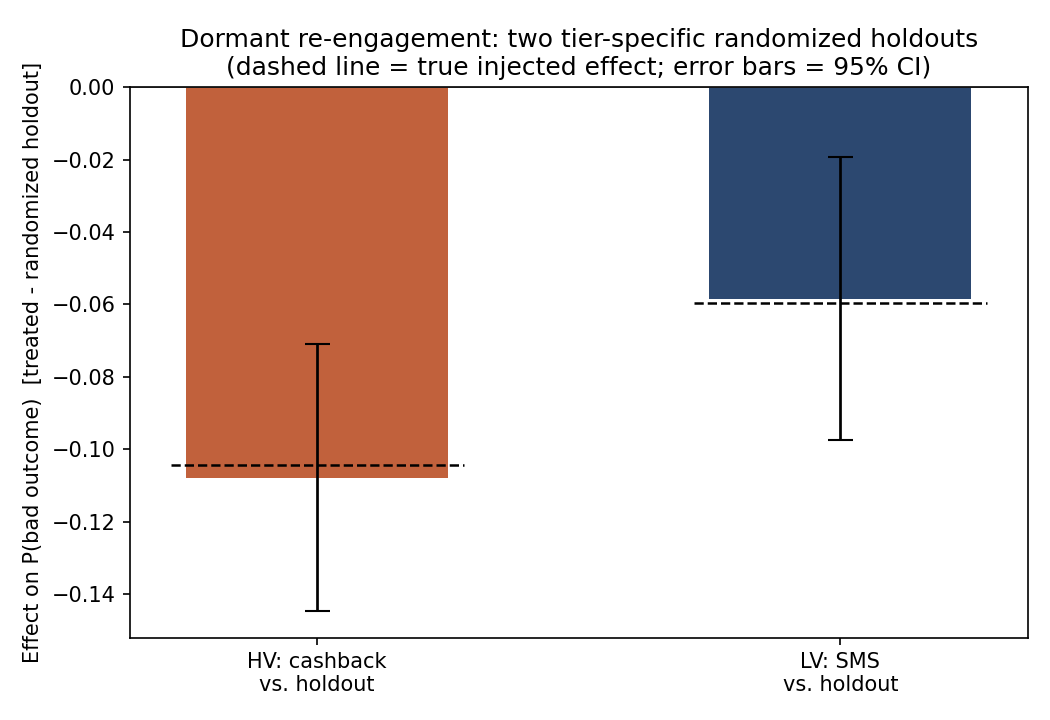 Dormant re-engagement: two tier-specific randomized holdouts
(dashed line = true injected effect; error bars = 95% CI)
Effect on P(bad outcome)  [treated - randomized holdout]
0.00
−0.02
−0.04
−0.06
−0.08
−0.10
−0.12
−0.14
HV: cashback
vs. holdout
LV: SMS
vs. holdout